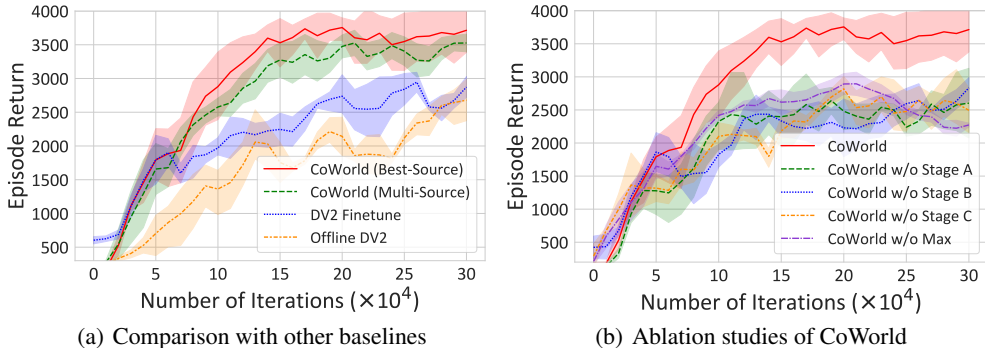 4000
3500
3000
2500
2000
1500
1000
500
Episode Return
CoWorld (Best-Source)
CoWorld (Multi-Source)
DV2 Finetune
Offline DV2
0 5 10 15 20 25 30
Number of Iterations (×10⁴)
(a) Comparison with other baselines
4000
3500
3000
2500
2000
1500
1000
500
Episode Return
CoWorld
CoWorld w/o Stage A
CoWorld w/o Stage B
CoWorld w/o Stage C
CoWorld w/o Max
0 5 10 15 20 25 30
Number of Iterations (×10⁴)
(b) Ablation studies of CoWorld